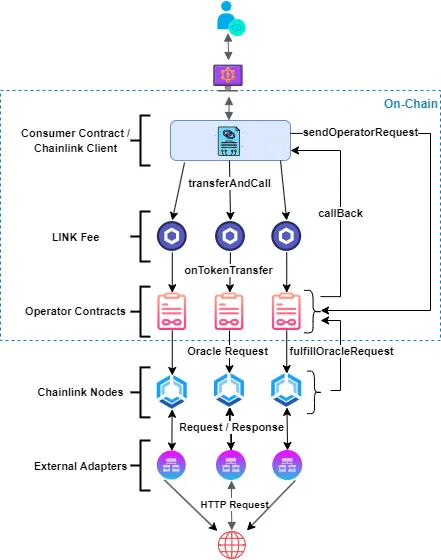 On-Chain
Consumer Contract /
Chainlink Client
sendOperatorRequest
transferAndCall
callBack
LINK Fee
onTokenTransfer
Operator Contracts
Oracle Request
fulfillOracleRequest
Chainlink Nodes
Request / Response
External Adapters
HTTP Request